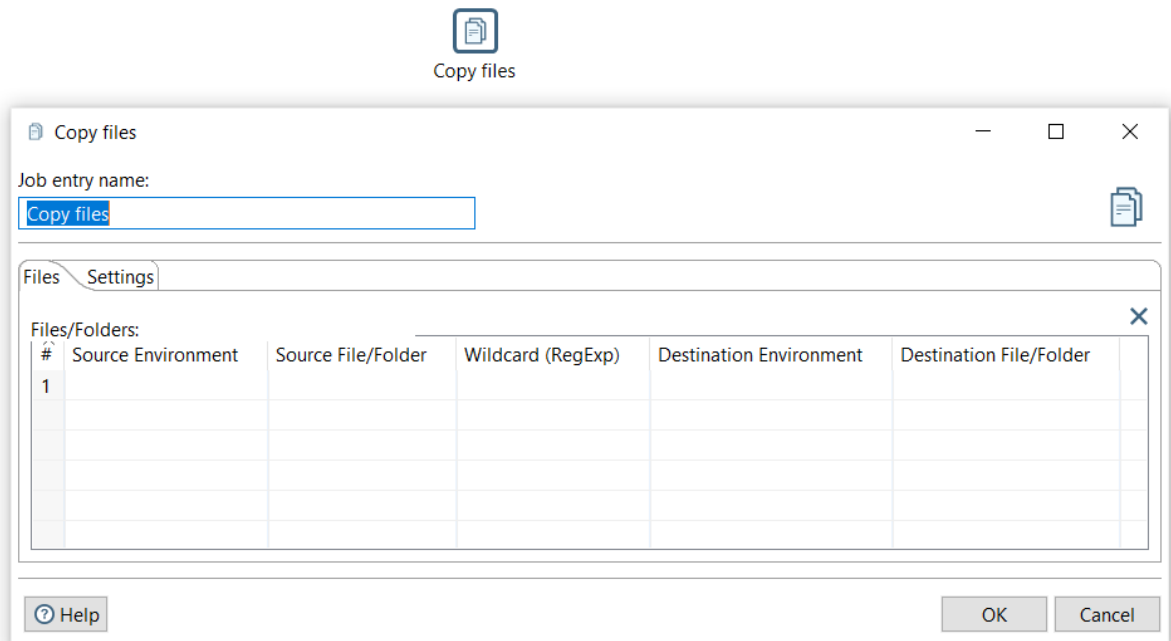 Copy files
Copy files
Job entry name:
Copy files
Files Settings
Files/Folders:
# Source Environment Source File/Folder Wildcard (RegExp) Destination Environment Destination File/Folder
1
Help OK Cancel